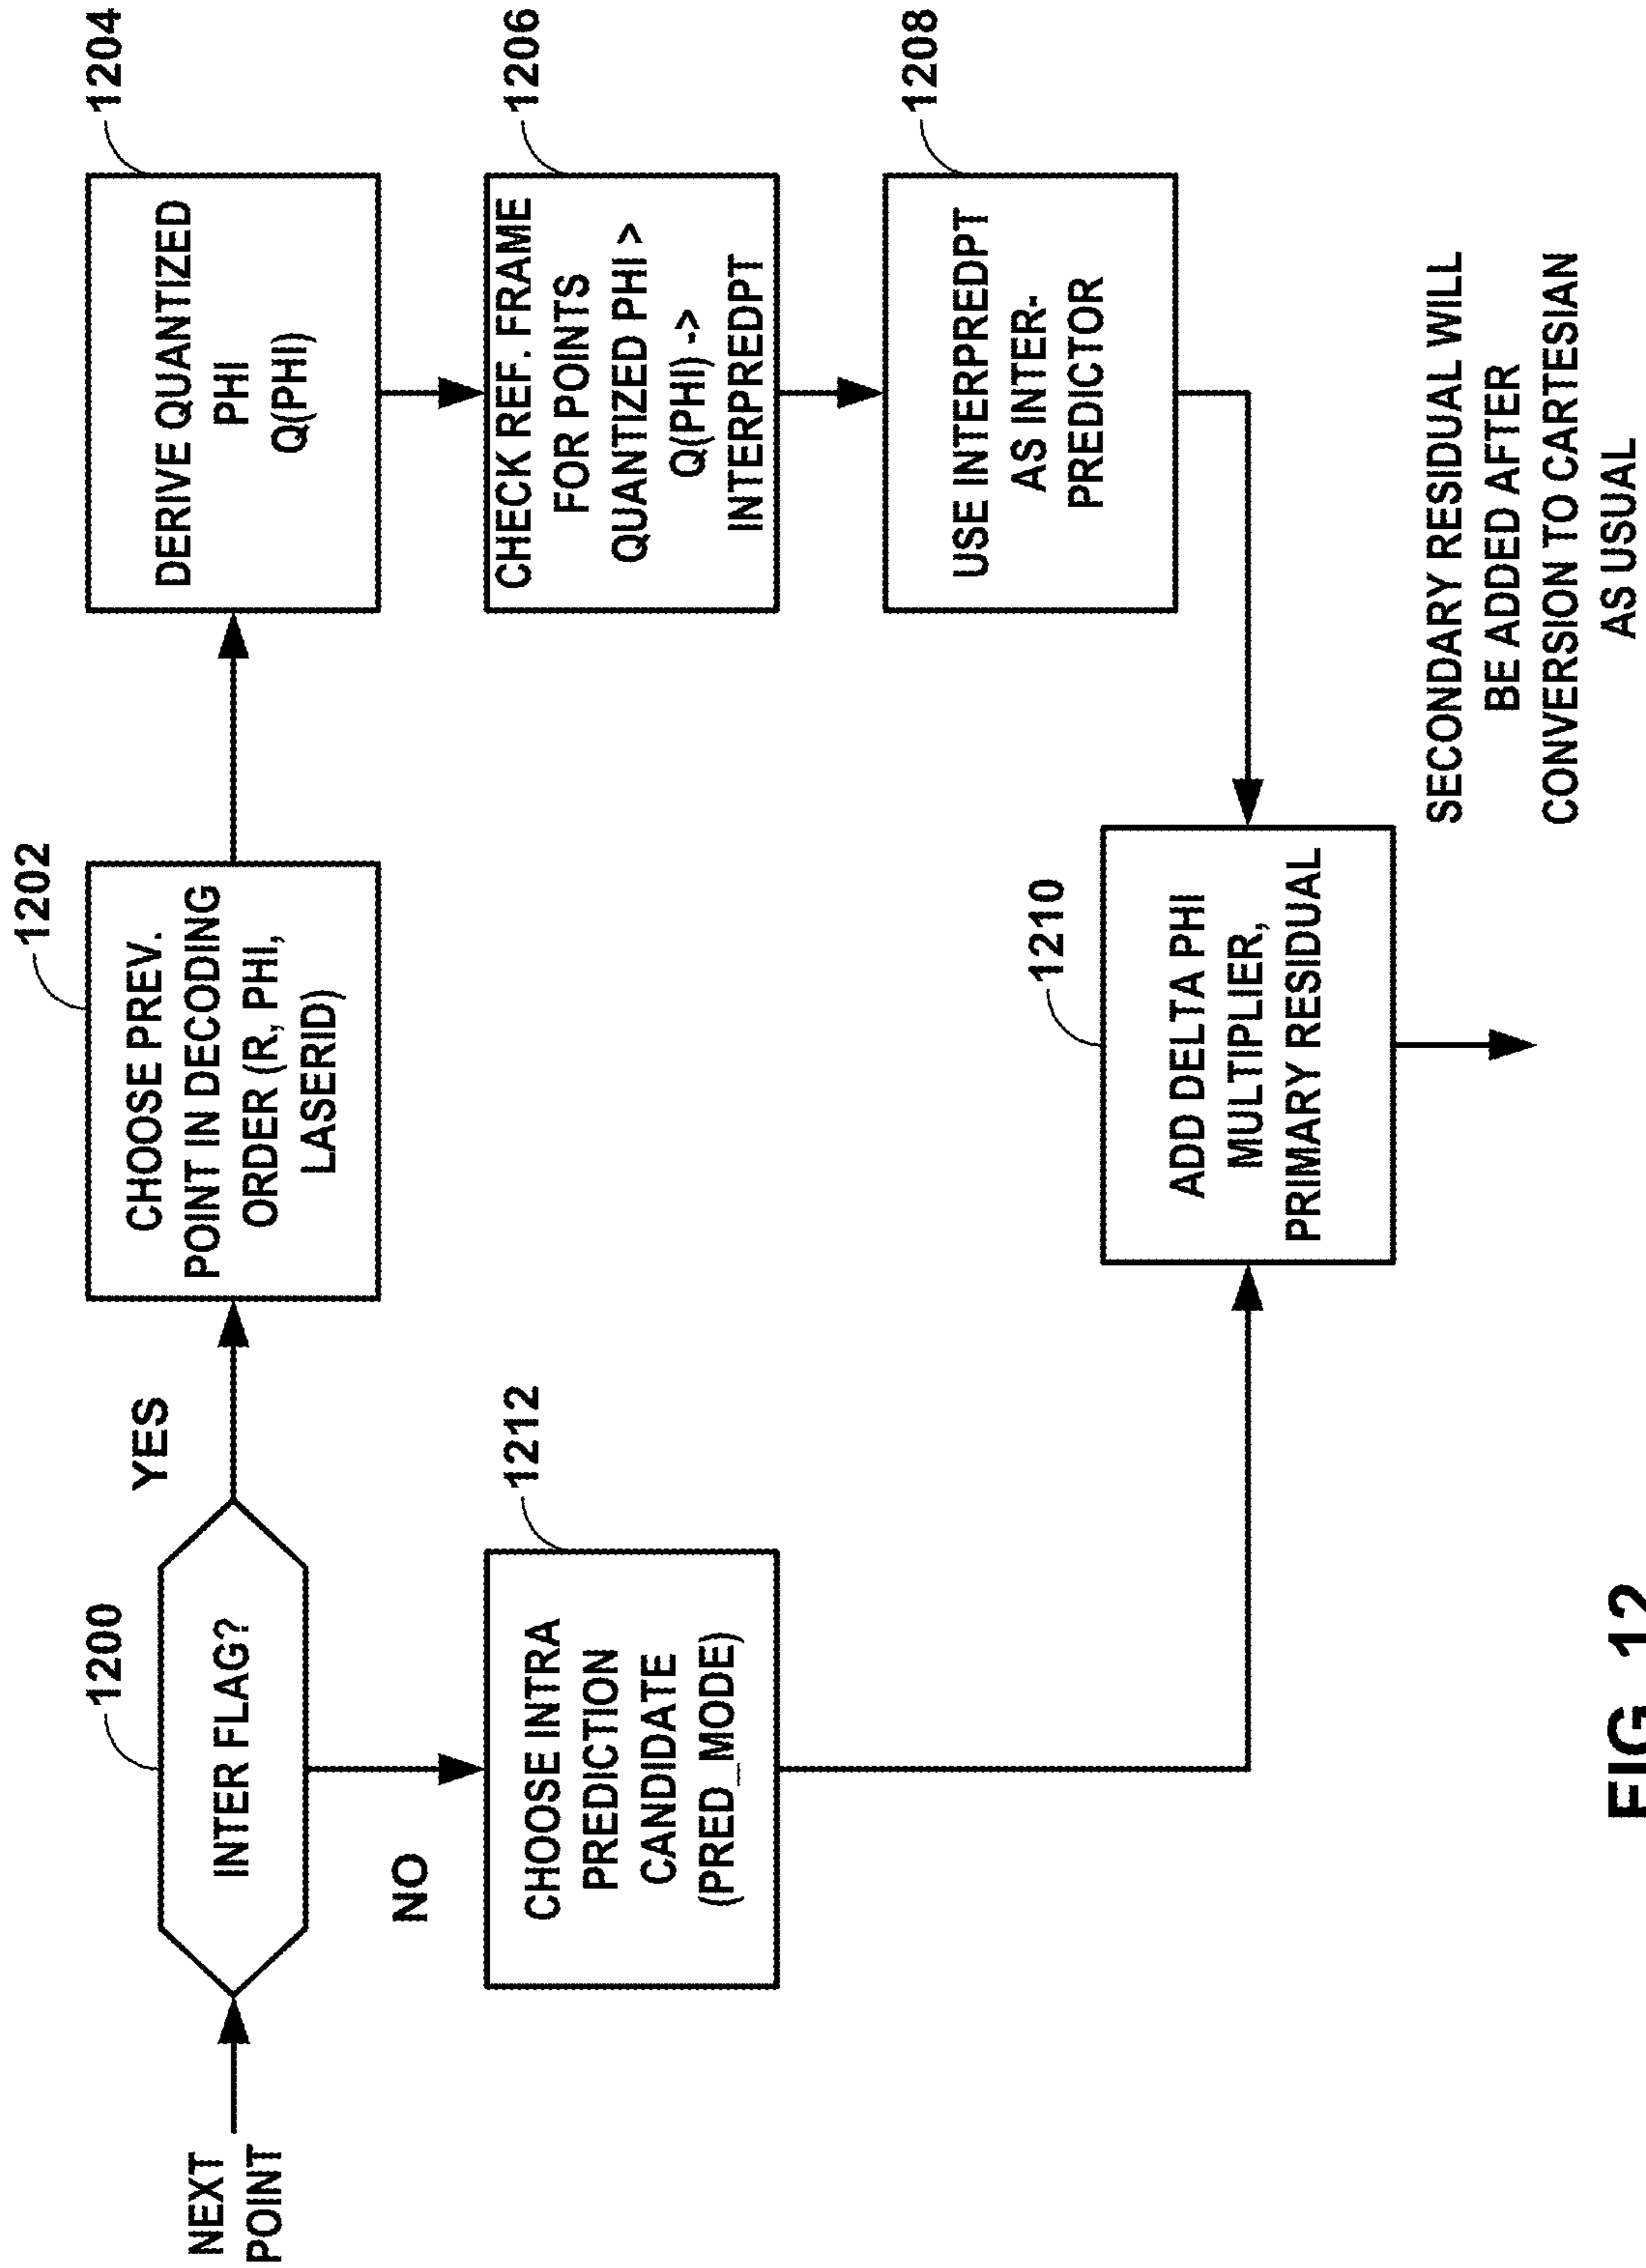 NEXT
POINT
1200
INTER FLAG?
YES
NO
1202
CHOOSE PREV.
POINT IN DECODING
ORDER (R, PHI,
LASERID)
1204
DERIVE QUANTIZED
PHI
Q(PHI)
1206
CHECK REF. FRAME
FOR POINTS
QUANTIZED PHI >
Q(PHI) ->
INTERPREDPT
1208
USE INTERPREDPT
AS INTER-
PREDICTOR
1212
CHOOSE INTRA
PREDICTION
CANDIDATE
(PRED_MODE)
1210
ADD DELTA PHI
MULTIPLIER,
PRIMARY RESIDUAL
SECONDARY RESIDUAL WILL
BE ADDED AFTER
CONVERSION TO CARTESIAN
AS USUAL
FIG. 12